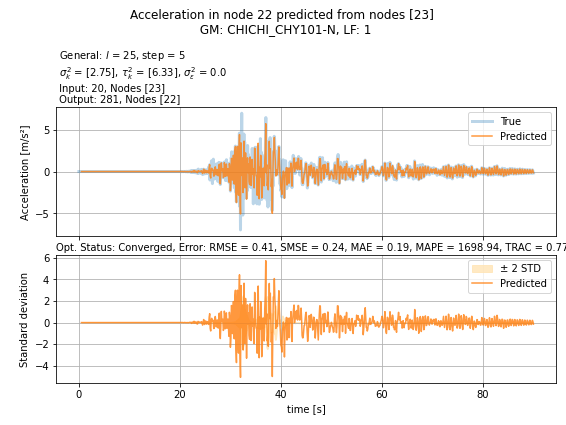 Acceleration in node 22 predicted from nodes [23]
GM: CHICHI_CHY101-N, LF: 1
General: l = 25, step = 5
σ²ₖ = [2.75], τ²ₖ = [6.33], σ²ε = 0.0
Input: 20, Nodes [23]
Output: 281, Nodes [22]
Acceleration [m/s²]
5
0
−5
True
Predicted
Opt. Status: Converged, Error: RMSE = 0.41, SMSE = 0.24, MAE = 0.19, MAPE = 1698.94, TRAC = 0.77
Standard deviation
6
4
2
0
−2
−4
± 2 STD
Predicted
0 20 40 60 80
time [s]